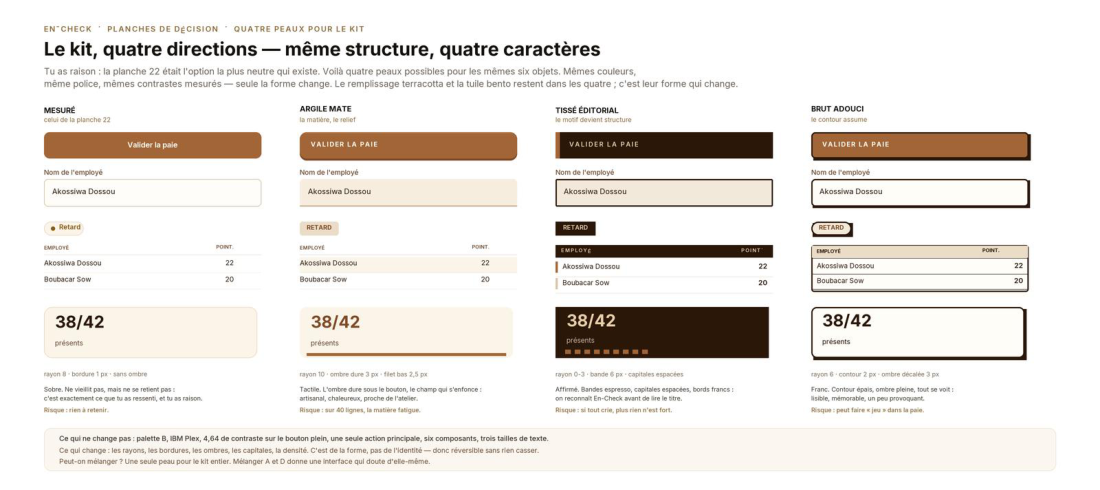 EN˜CHECK ˙ PLANCHES DE DéCISION ˙ QUATRE PEAUX POUR LE KIT
Le kit, quatre directions — même structure, quatre caractères
Tu as raison : la planche 22 était l'option la plus neutre qui existe. Voilà quatre peaux possibles pour les mêmes six objets. Mêmes couleurs,
même police, mêmes contrastes mesurés — seule la forme change. Le remplissage terracotta et la tuile bento restent dans les quatre ; c'est leur forme qui change.
MESURÉ
celui de la planche 22
Valider la paie
Nom de l'employé
Akossiwa Dossou
Retard
EMPLOYÉ POINT.
Akossiwa Dossou 22
Boubacar Sow 20
38/42
présents
rayon 8 · bordure 1 px · sans ombre
Sobre. Ne vieillit pas, mais ne se retient pas :
c'est exactement ce que tu as ressenti, et tu as raison.
Risque : rien à retenir.
ARGILE MATE
la matière, le relief
VALIDER LA PAIE
Nom de l'employé
Akossiwa Dossou
RETARD
EMPLOYÉ POINT.
Akossiwa Dossou 22
Boubacar Sow 20
38/42
présents
rayon 10 · ombre dure 3 px · filet bas 2,5 px
Tactile. L'ombre dure sous le bouton, le champ qui s'enfonce :
artisanal, chaleureux, proche de l'atelier.
Risque : sur 40 lignes, la matière fatigue.
TISSÉ ÉDITORIAL
le motif devient structure
VALIDER LA PAIE
Nom de l'employé
Akossiwa Dossou
RETARD
EMPLOYé POINT˙
Akossiwa Dossou 22
Boubacar Sow 20
38/42
présents
rayon 0-3 · bande 6 px · capitales espacées
Affirmé. Bandes espresso, capitales espacées, bords francs :
on reconnaît En-Check avant de lire le titre.
Risque : si tout crie, plus rien n'est fort.
BRUT ADOUCI
le contour assume
VALIDER LA PAIE
Nom de l'employé
Akossiwa Dossou
RETARD
EMPLOYÉ POINT.
Akossiwa Dossou 22
Boubacar Sow 20
38/42
présents
rayon 6 · contour 2 px · ombre décalée 3 px
Franc. Contour épais, ombre pleine, tout se voit :
lisible, mémorable, un peu provoquant.
Risque : peut faire « jeu » dans la paie.
Ce qui ne change pas : palette B, IBM Plex, 4,64 de contraste sur le bouton plein, une seule action principale, six composants, trois tailles de texte.
Ce qui change : les rayons, les bordures, les ombres, les capitales, la densité. C'est de la forme, pas de l'identité — donc réversible sans rien casser.
Peut-on mélanger ? Une seule peau pour le kit entier. Mélanger A et D donne une interface qui doute d'elle-même.